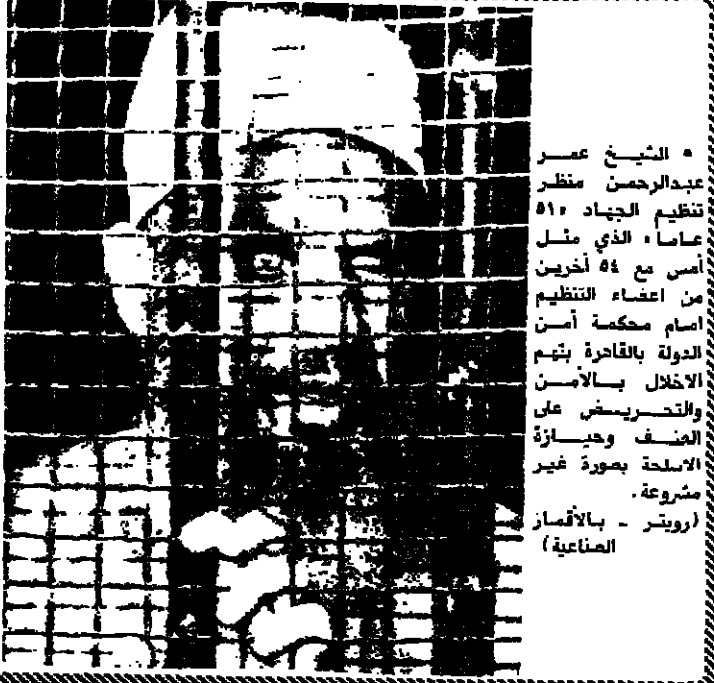 • الشيخ عمر
عبدالرحمن منظر
تنظيم الجهاد «٥١
عاما» الذي مثل
أمس مع ٥٤ آخرين
من اعضاء التنظيم
امام محكمة أمن
الدولة بالقاهرة بتهم
الاخلال بالأمن
والتحريض على
العنف وحيازة
الاسلحة بصورة غير
مشروعة.
(رويتر - بالأقمار
الصناعية)